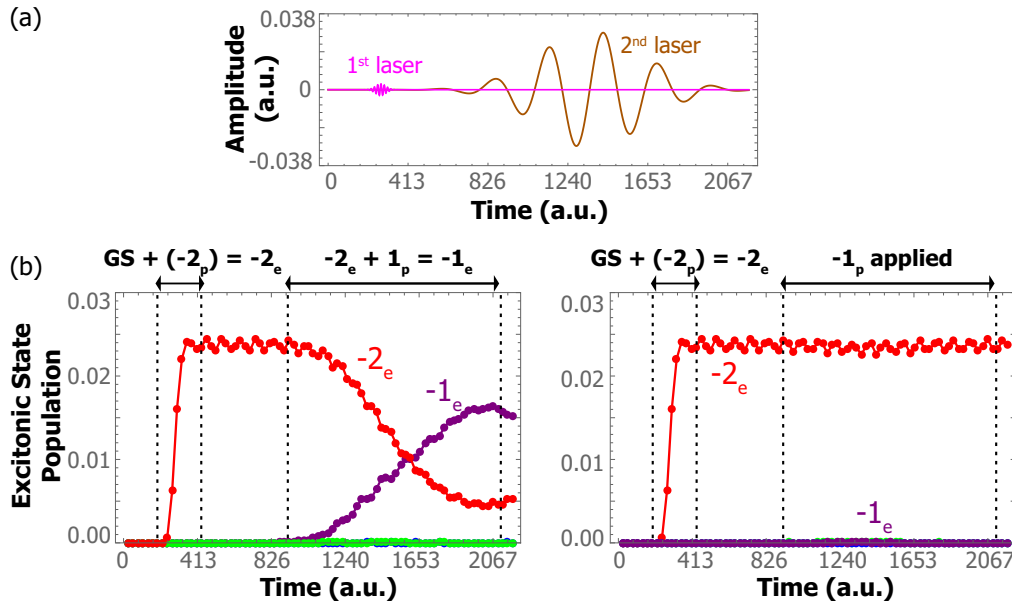 (a)
0.038
0
-0.038
Amplitude
(a.u.)
1st laser
2nd laser
0 413 826 1240 1653 2067
Time (a.u.)
(b)
GS + (-2p) = -2e
-2e + 1p = -1e
GS + (-2p) = -2e
-1p applied
Excitonic State
Population
0.03
0.02
0.01
0.00
-2e
-1e
0 413 826 1240 1653 2067
Time (a.u.)
0.03
0.02
0.01
0.00
-2e
-1e
0 413 826 1240 1653 2067
Time (a.u.)